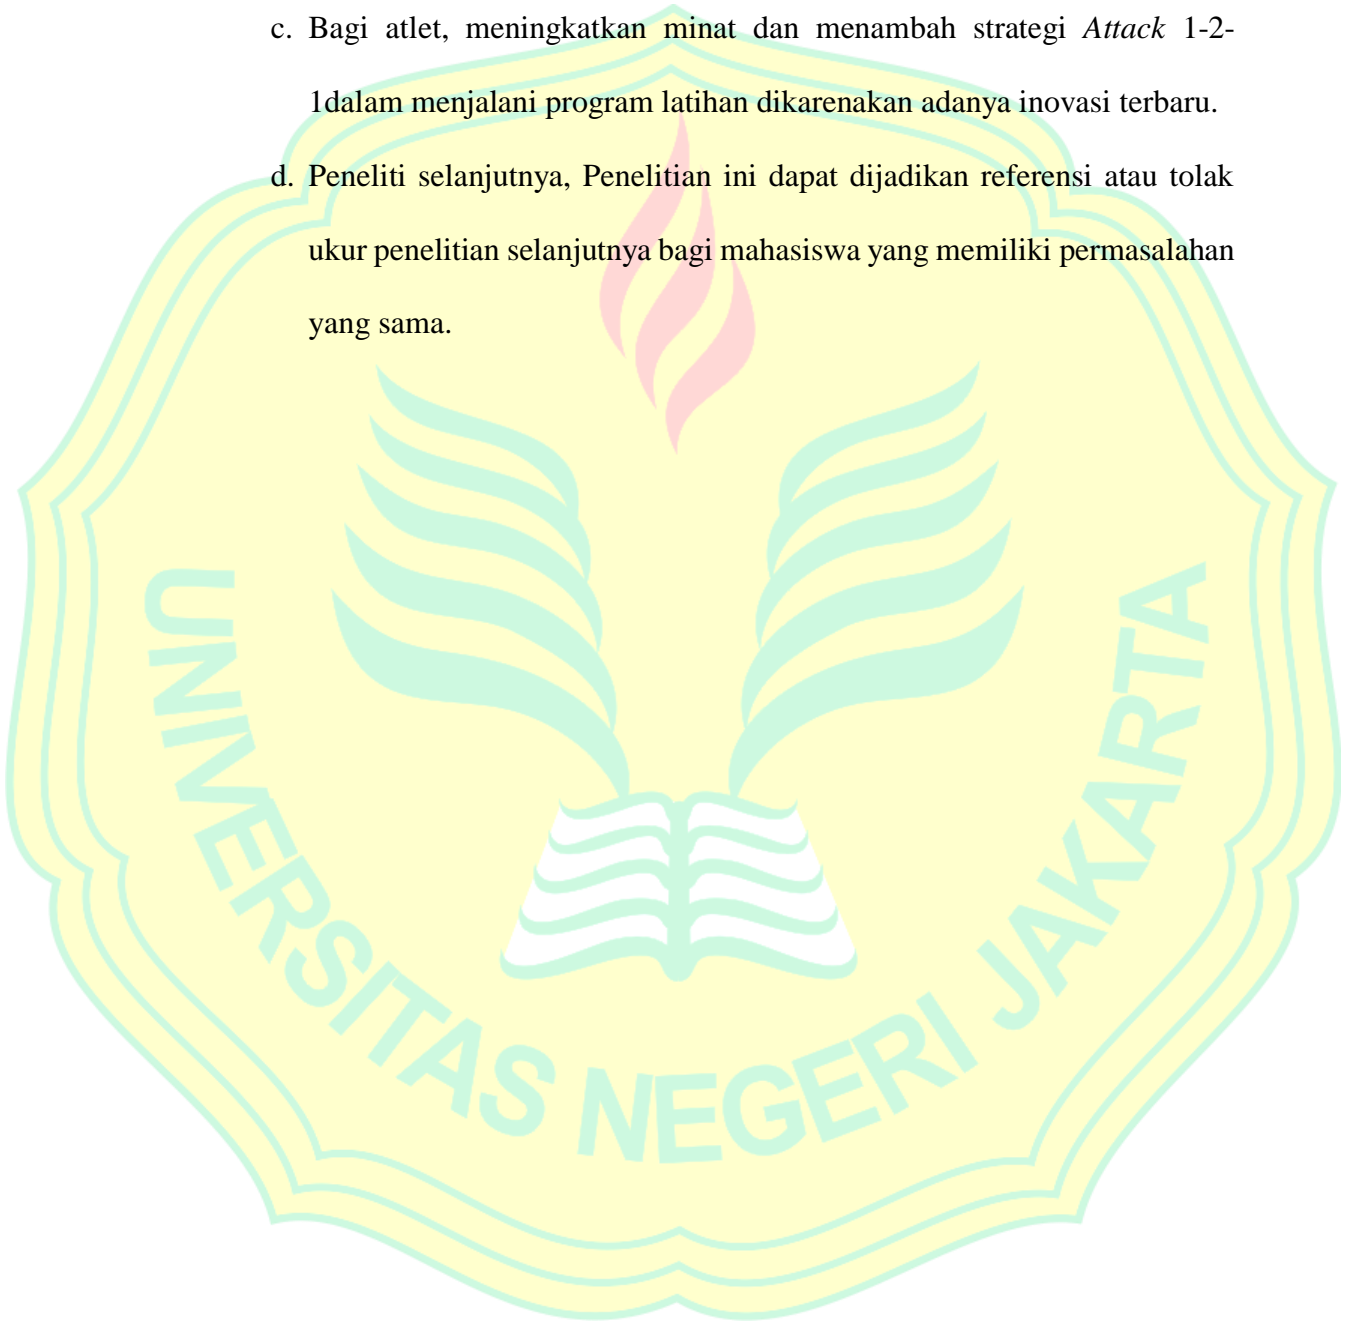 c. Bagi atlet, meningkatkan minat dan menambah strategi Attack 1-2-
1dalam menjalani program latihan dikarenakan adanya inovasi terbaru.
d. Peneliti selanjutnya, Penelitian ini dapat dijadikan referensi atau tolak
ukur penelitian selanjutnya bagi mahasiswa yang memiliki permasalahan
yang sama.
UNIVERSITAS NEGERI JAKARTA